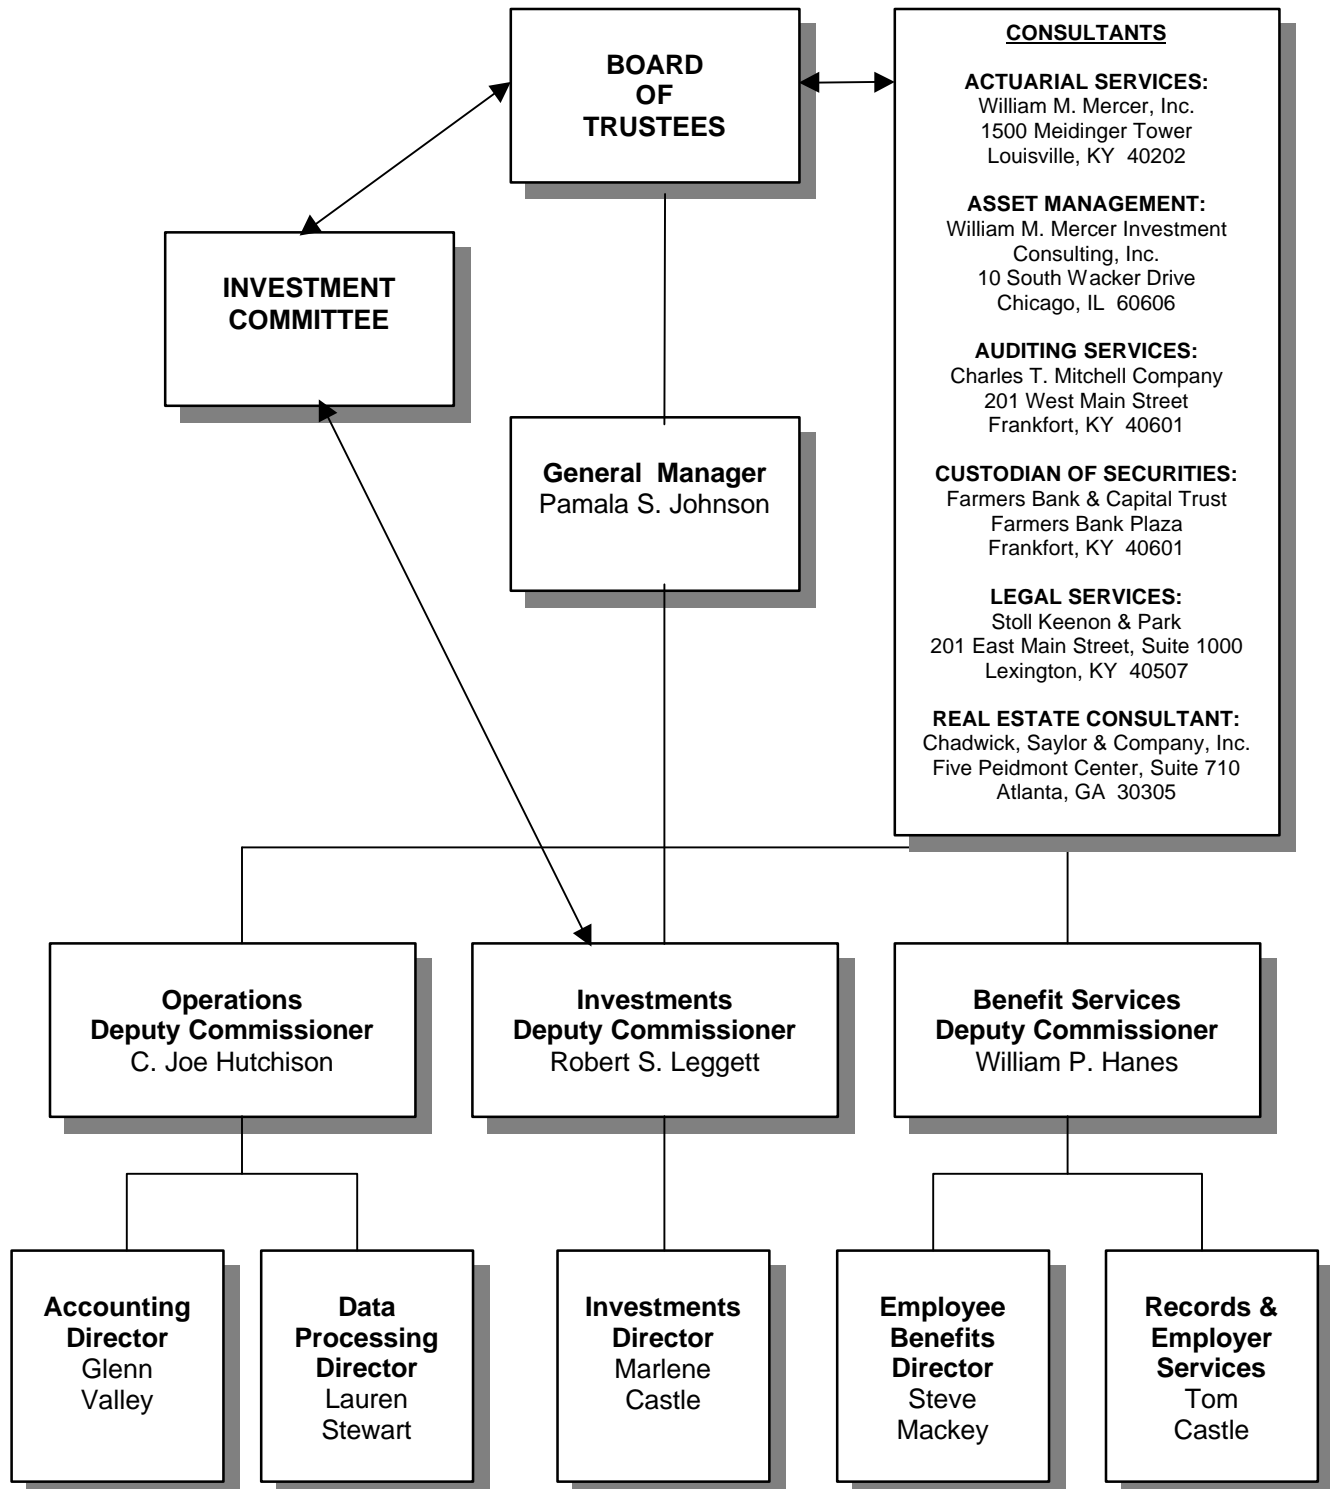 BOARD
OF
TRUSTEES
CONSULTANTS
ACTUARIAL SERVICES:
William M. Mercer, Inc.
1500 Meidinger Tower
Louisville, KY  40202
ASSET MANAGEMENT:
William M. Mercer Investment
Consulting, Inc.
10 South Wacker Drive
Chicago, IL  60606
AUDITING SERVICES:
Charles T. Mitchell Company
201 West Main Street
Frankfort, KY  40601
CUSTODIAN OF SECURITIES:
Farmers Bank & Capital Trust
Farmers Bank Plaza
Frankfort, KY  40601
LEGAL SERVICES:
Stoll Keenon & Park
201 East Main Street, Suite 1000
Lexington, KY  40507
REAL ESTATE CONSULTANT:
Chadwick, Saylor & Company, Inc.
Five Peidmont Center, Suite 710
Atlanta, GA  30305
INVESTMENT
COMMITTEE
General  Manager
Pamala S. Johnson
Operations
Deputy Commissioner
C. Joe Hutchison
Investments
Deputy Commissioner
Robert S. Leggett
Benefit Services
Deputy Commissioner
William P. Hanes
Accounting
Director
Glenn
Valley
Data
Processing
Director
Lauren
Stewart
Investments
Director
Marlene
Castle
Employee
Benefits
Director
Steve
Mackey
Records &
Employer
Services
Tom
Castle